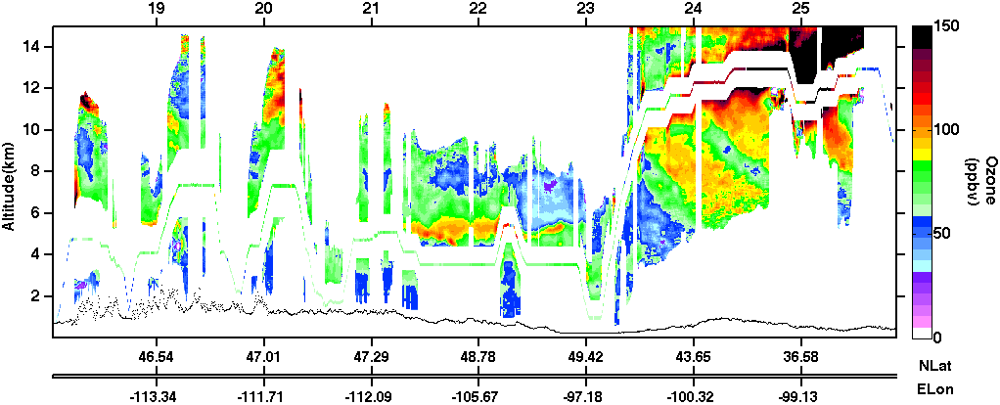 19 20 21 22 23 24 25
14
12
10
8
6
4
2
Altitude(km)
150
100
50
0
Ozone
(ppbv)
46.54 47.01 47.29 48.78 49.42 43.65 36.58
NLat
-113.34 -111.71 -112.09 -105.67 -97.18 -100.32 -99.13
ELon